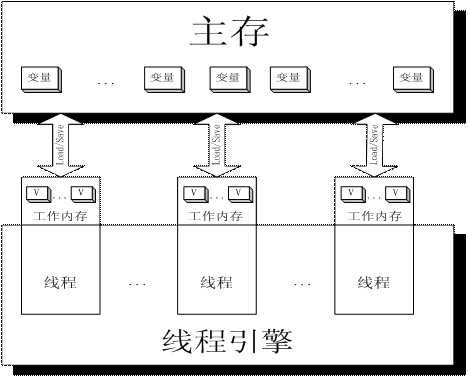 主存
变量 ... 变量 变量 变量 ... 变量
Load/Save Load/Save Load/Save
V ... V V ... V V ... V
工作内存 工作内存 工作内存
线程 ... 线程 ... 线程
线程引擎